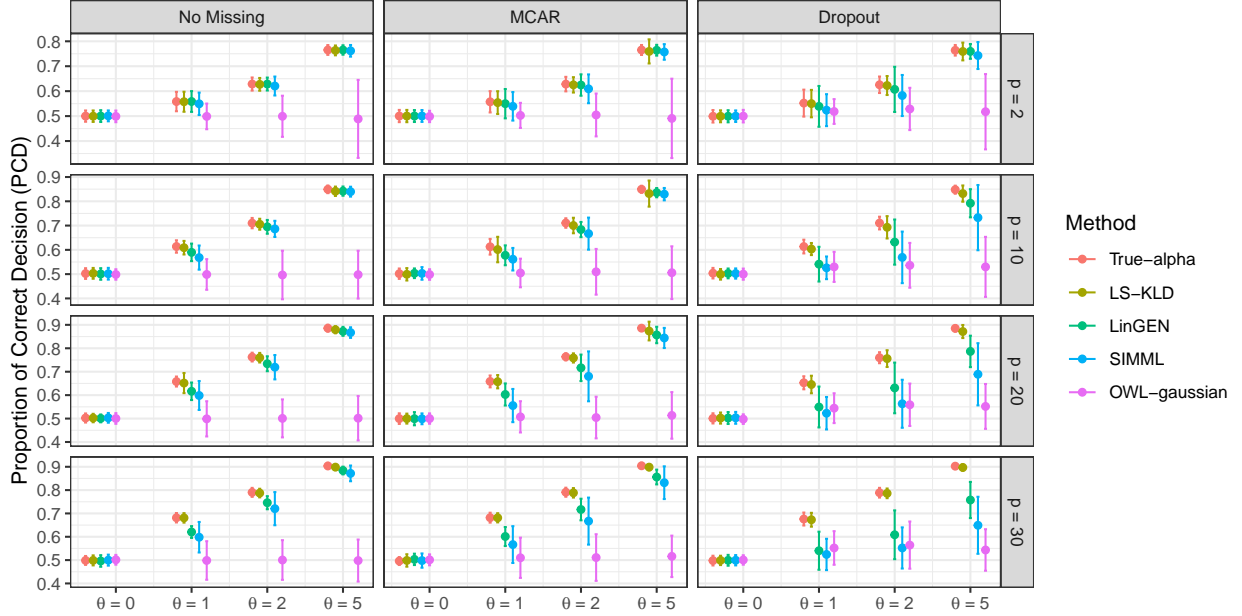 No Missing
MCAR
Dropout
Proportion of Correct Decision (PCD)
0.8
0.7
0.6
0.5
0.4
p = 2
0.9
0.8
0.7
0.6
0.5
0.4
p = 10
0.9
0.8
0.7
0.6
0.5
0.4
p = 20
0.9
0.8
0.7
0.6
0.5
0.4
p = 30
θ = 0 θ = 1 θ = 2 θ = 5
θ = 0 θ = 1 θ = 2 θ = 5
θ = 0 θ = 1 θ = 2 θ = 5
Method
True−alpha
LS−KLD
LinGEN
SIMML
OWL−gaussian